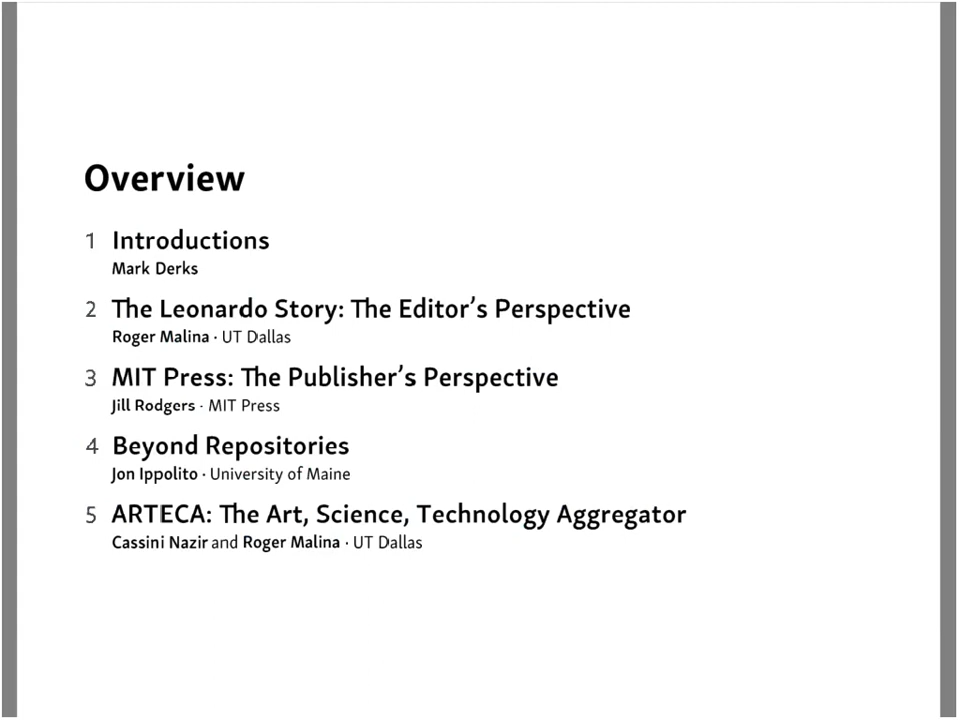 Overview
1 Introductions
Mark Derks
2 The Leonardo Story: The Editor’s Perspective
Roger Malina · UT Dallas
3 MIT Press: The Publisher’s Perspective
Jill Rodgers · MIT Press
4 Beyond Repositories
Jon Ippolito · University of Maine
5 ARTECA: The Art, Science, Technology Aggregator
Cassini Nazir and Roger Malina · UT Dallas